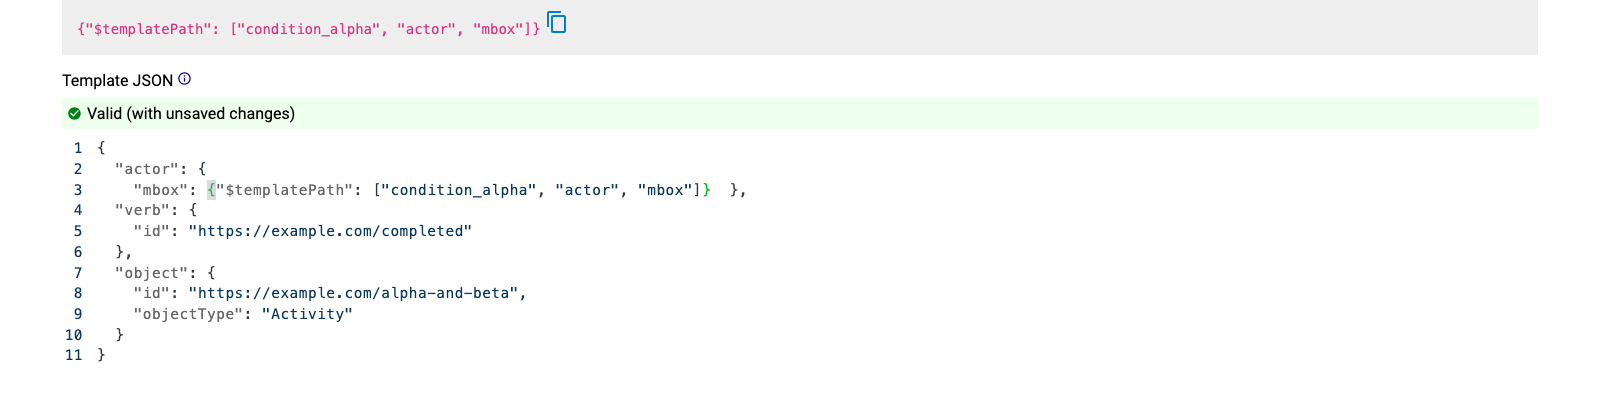 {"$templatePath": ["condition_alpha", "actor", "mbox"]}
Template JSON
Valid (with unsaved changes)
1 {
2   "actor": {
3     "mbox": {"$templatePath": ["condition_alpha", "actor", "mbox"]}  },
4   "verb": {
5     "id": "https://example.com/completed"
6   },
7   "object": {
8     "id": "https://example.com/alpha-and-beta",
9     "objectType": "Activity"
10   }
11 }